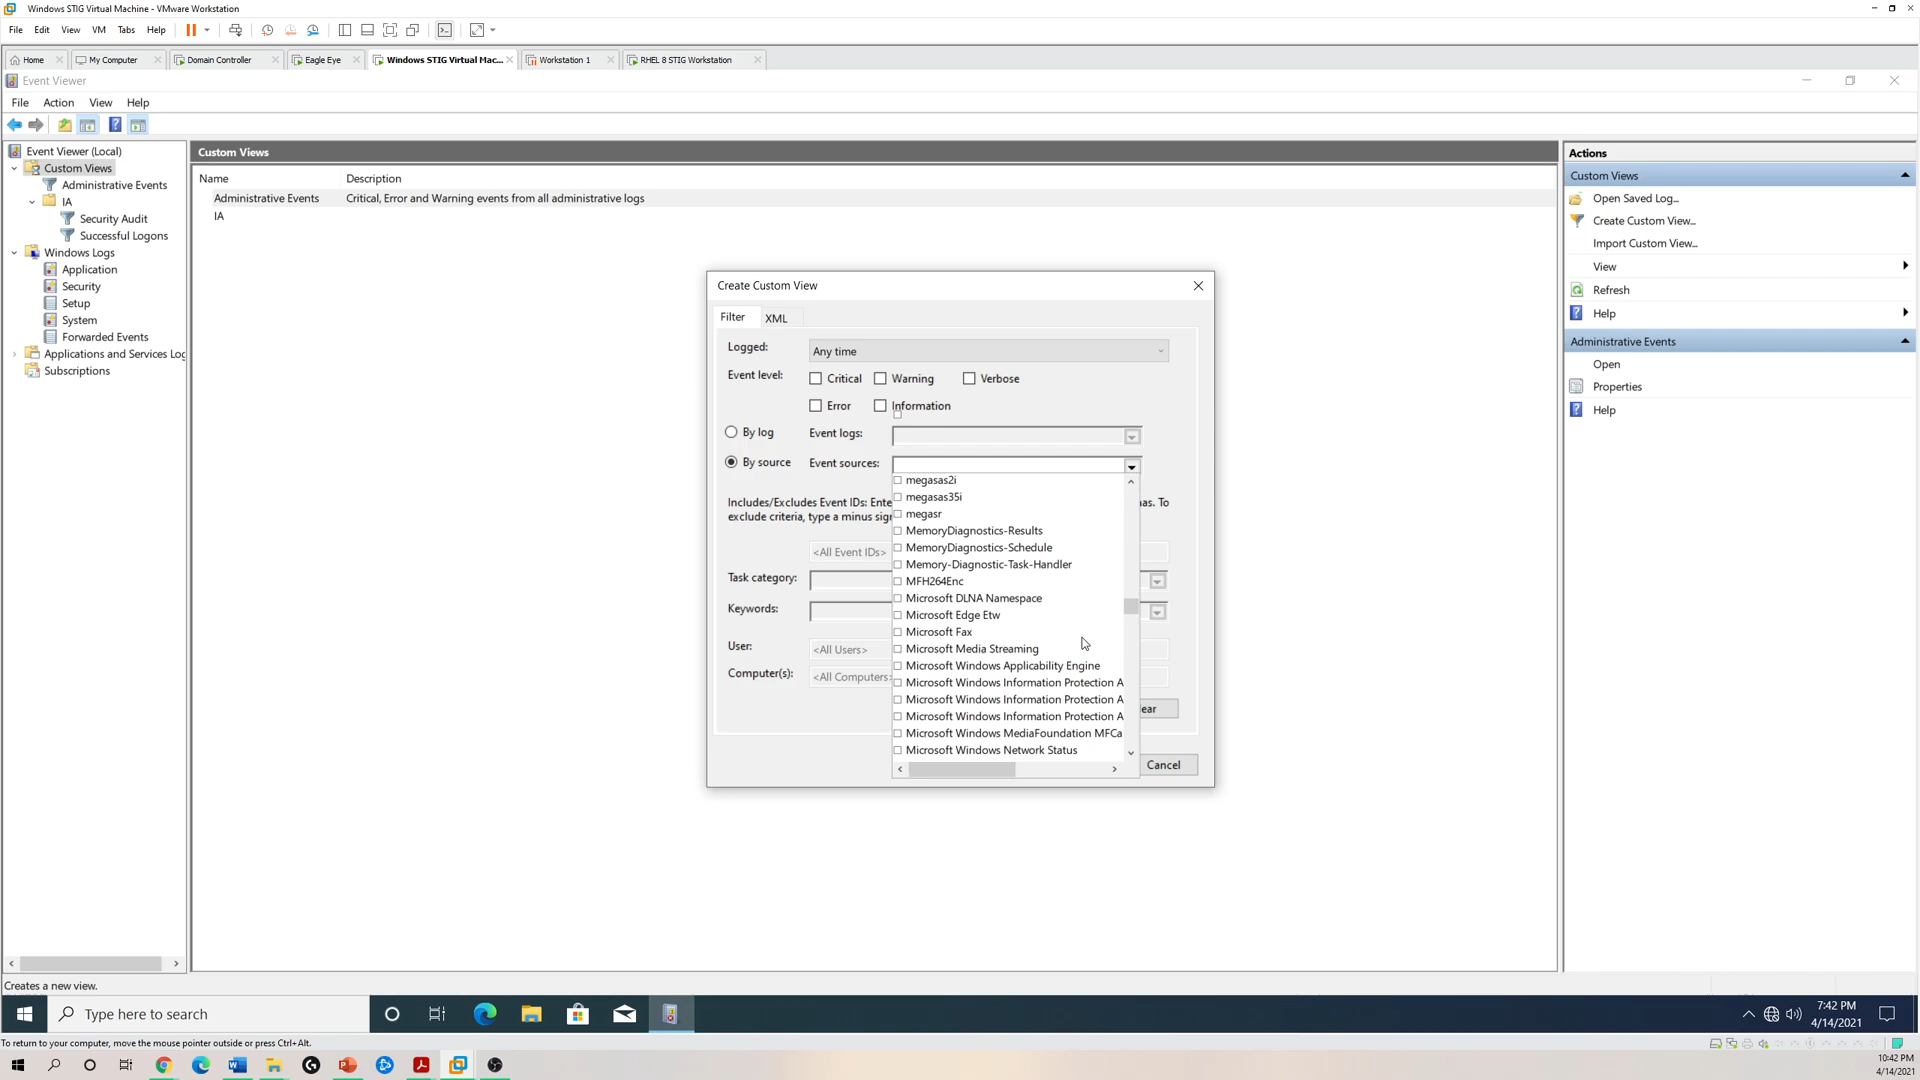 Windows STIG Virtual Machine - VMware Workstation
File Edit View VM Tabs Help
Home My Computer Domain Controller Eagle Eye Windows STIG Virtual Mac... Workstation 1 RHEL 8 STIG Workstation
Event Viewer
File Action View Help
Event Viewer (Local)
Custom Views
Administrative Events
IA
Security Audit
Successful Logons
Windows Logs
Application
Security
Setup
System
Forwarded Events
Applications and Services Log
Subscriptions
Custom Views
Name Description
Administrative Events Critical, Error and Warning events from all administrative logs
IA
Create Custom View
Filter XML
Logged: Any time
Event level: Critical Warning Verbose
Error Information
By log Event logs:
By source Event sources:
Includes/Excludes Event IDs: Ente
mas. To
exclude criteria, type a minus sig
<All Event IDs>
Task category:
Keywords:
User: <All Users>
Computer(s): <All Computers>
ear
Cancel
megasas2i
megasas35i
megasr
MemoryDiagnostics-Results
MemoryDiagnostics-Schedule
Memory-Diagnostic-Task-Handler
MFH264Enc
Microsoft DLNA Namespace
Microsoft Edge Etw
Microsoft Fax
Microsoft Media Streaming
Microsoft Windows Applicability Engine
Microsoft Windows Information Protection A
Microsoft Windows Information Protection A
Microsoft Windows Information Protection A
Microsoft Windows MediaFoundation MFCa
Microsoft Windows Network Status
Actions
Custom Views
Open Saved Log...
Create Custom View...
Import Custom View...
View
Refresh
Help
Administrative Events
Open
Properties
Help
Creates a new view.
Type here to search
7:42 PM
4/14/2021
To return to your computer, move the mouse pointer outside or press Ctrl+Alt.
10:42 PM
4/14/2021